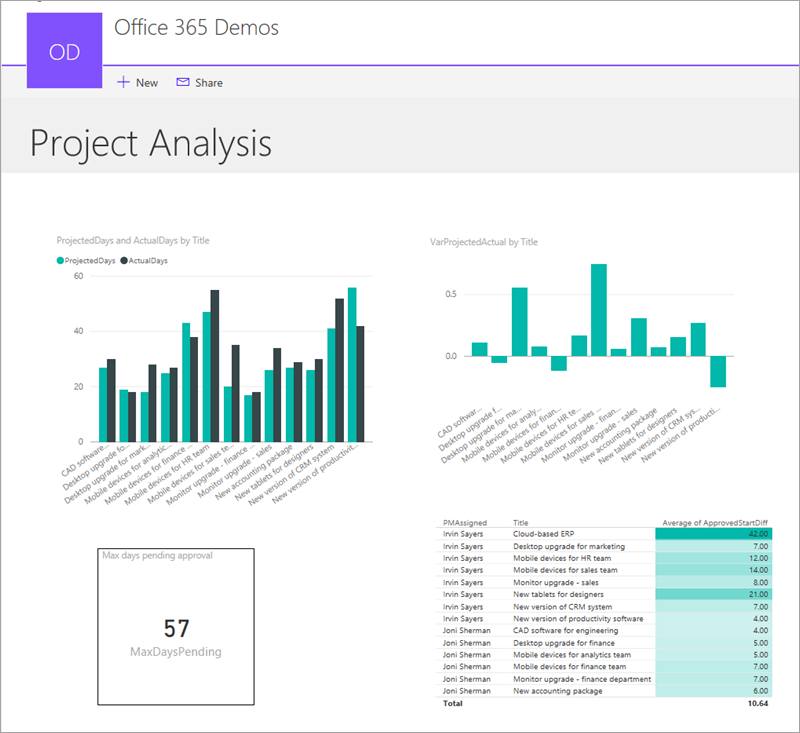 Office 365 Demos
OD
New Share
Project Analysis
ProjectedDays and ActualDays by Title
ProjectedDays ActualDays
60
40
20
0
CAD software...
Desktop upgrade fo...
Desktop upgrade for mark...
Mobile devices for analytic...
Mobile devices for finance ...
Mobile devices for HR team
Mobile devices for sales te...
Monitor upgrade - finance ...
Monitor upgrade - sales
New accounting package
New tablets for designers
New version of CRM system
New version of productivit...
VarProjectedActual by Title
0.5
0.0
CAD softwar...
Desktop upgrade f...
Desktop upgrade for ma...
Mobile devices for analy...
Mobile devices for finan...
Mobile devices for HR te...
Mobile devices for sales ...
Monitor upgrade - finan...
Monitor upgrade - sales
New accounting package
New tablets for designers
New version of CRM sys...
New version of producti...
Max days pending approval
57
MaxDaysPending
PMAssigned Title Average of ApprovedStartDiff
Irvin Sayers Cloud-based ERP 42.00
Irvin Sayers Desktop upgrade for marketing 7.00
Irvin Sayers Mobile devices for HR team 12.00
Irvin Sayers Mobile devices for sales team 14.00
Irvin Sayers Monitor upgrade - sales 8.00
Irvin Sayers New tablets for designers 21.00
Irvin Sayers New version of CRM system 7.00
Irvin Sayers New version of productivity software 4.00
Joni Sherman CAD software for engineering 4.00
Joni Sherman Desktop upgrade for finance 5.00
Joni Sherman Mobile devices for analytics team 5.00
Joni Sherman Mobile devices for finance team 7.00
Joni Sherman Monitor upgrade - finance department 7.00
Joni Sherman New accounting package 6.00
Total 10.64